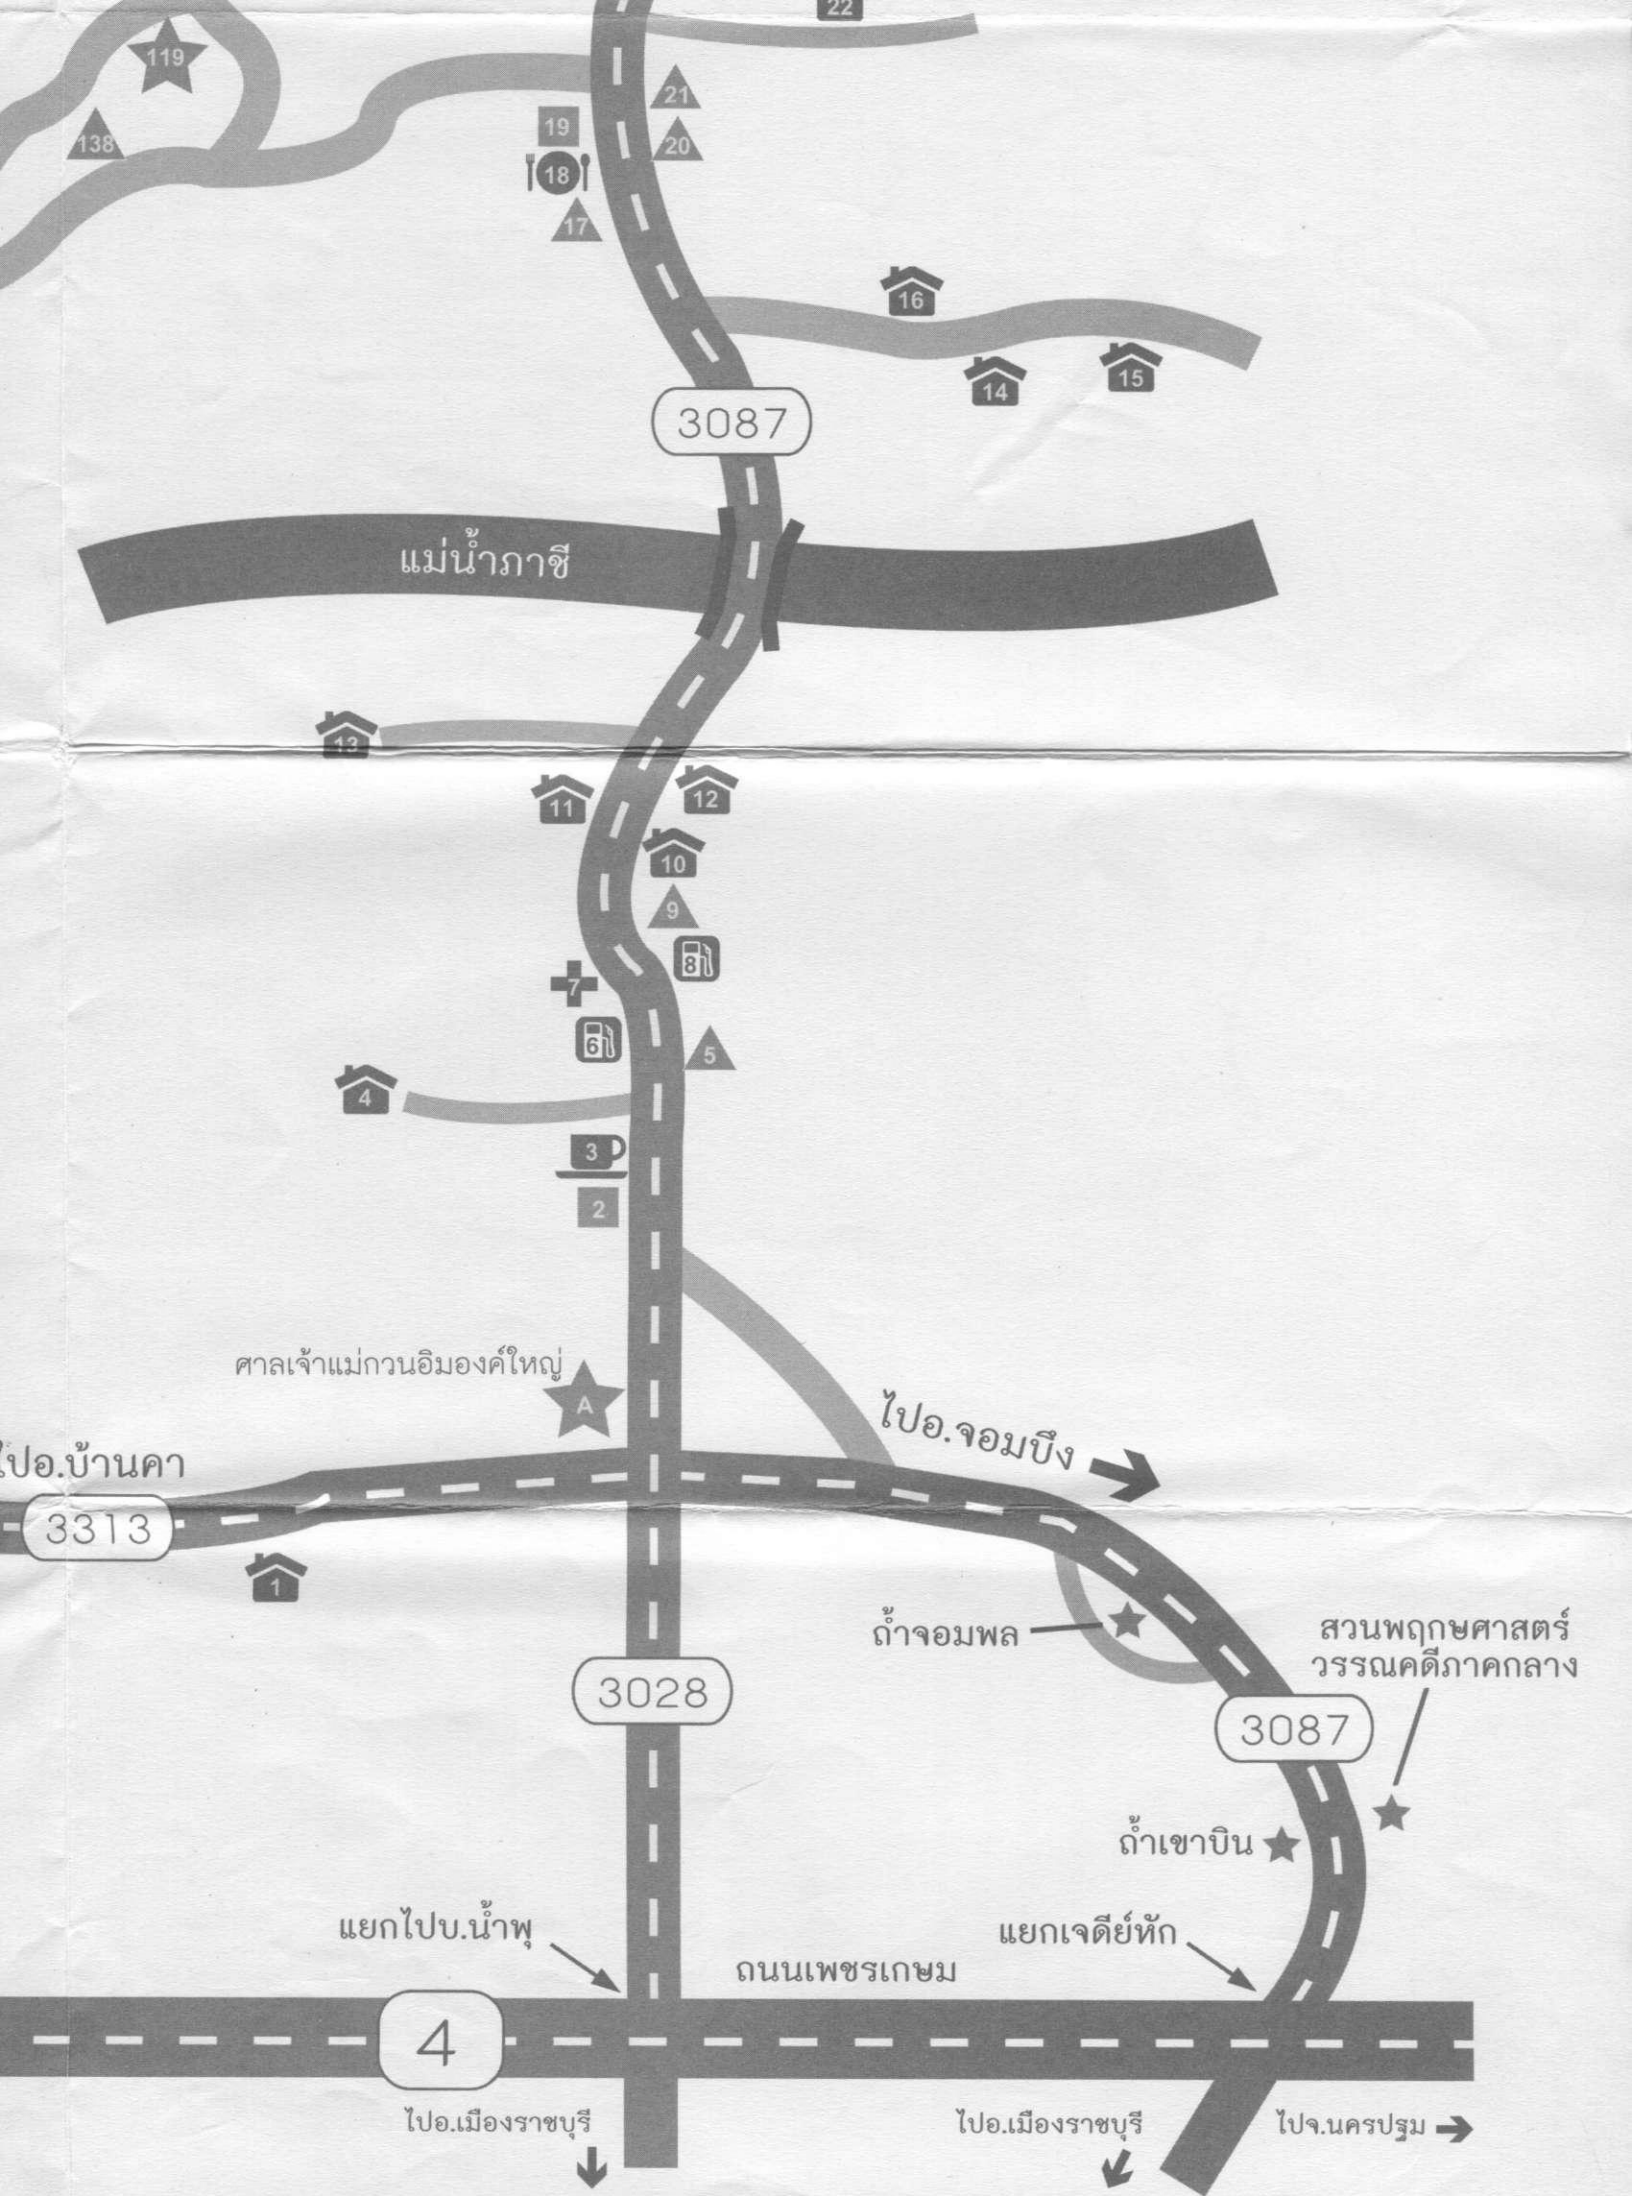 22
119
21
138
19
20
18
17
16
15
14
3087
แม่น้ำภาชี
13
12
11
10
9
8
7
6
5
4
3
2
ศาลเจ้าแม่กวนอิมองค์ใหญ่
A
ไปอ.จอมบึง
ไปอ.บ้านคา
3313
1
ถ้ำจอมพล
สวนพฤกษศาสตร์
วรรณคดีภาคกลาง
3028
3087
ถ้ำเขาบิน
แยกไปบ.น้ำพุ
แยกเจดีย์หัก
ถนนเพชรเกษม
4
ไปอ.เมืองราชบุรี
ไปอ.เมืองราชบุรี
ไปจ.นครปฐม